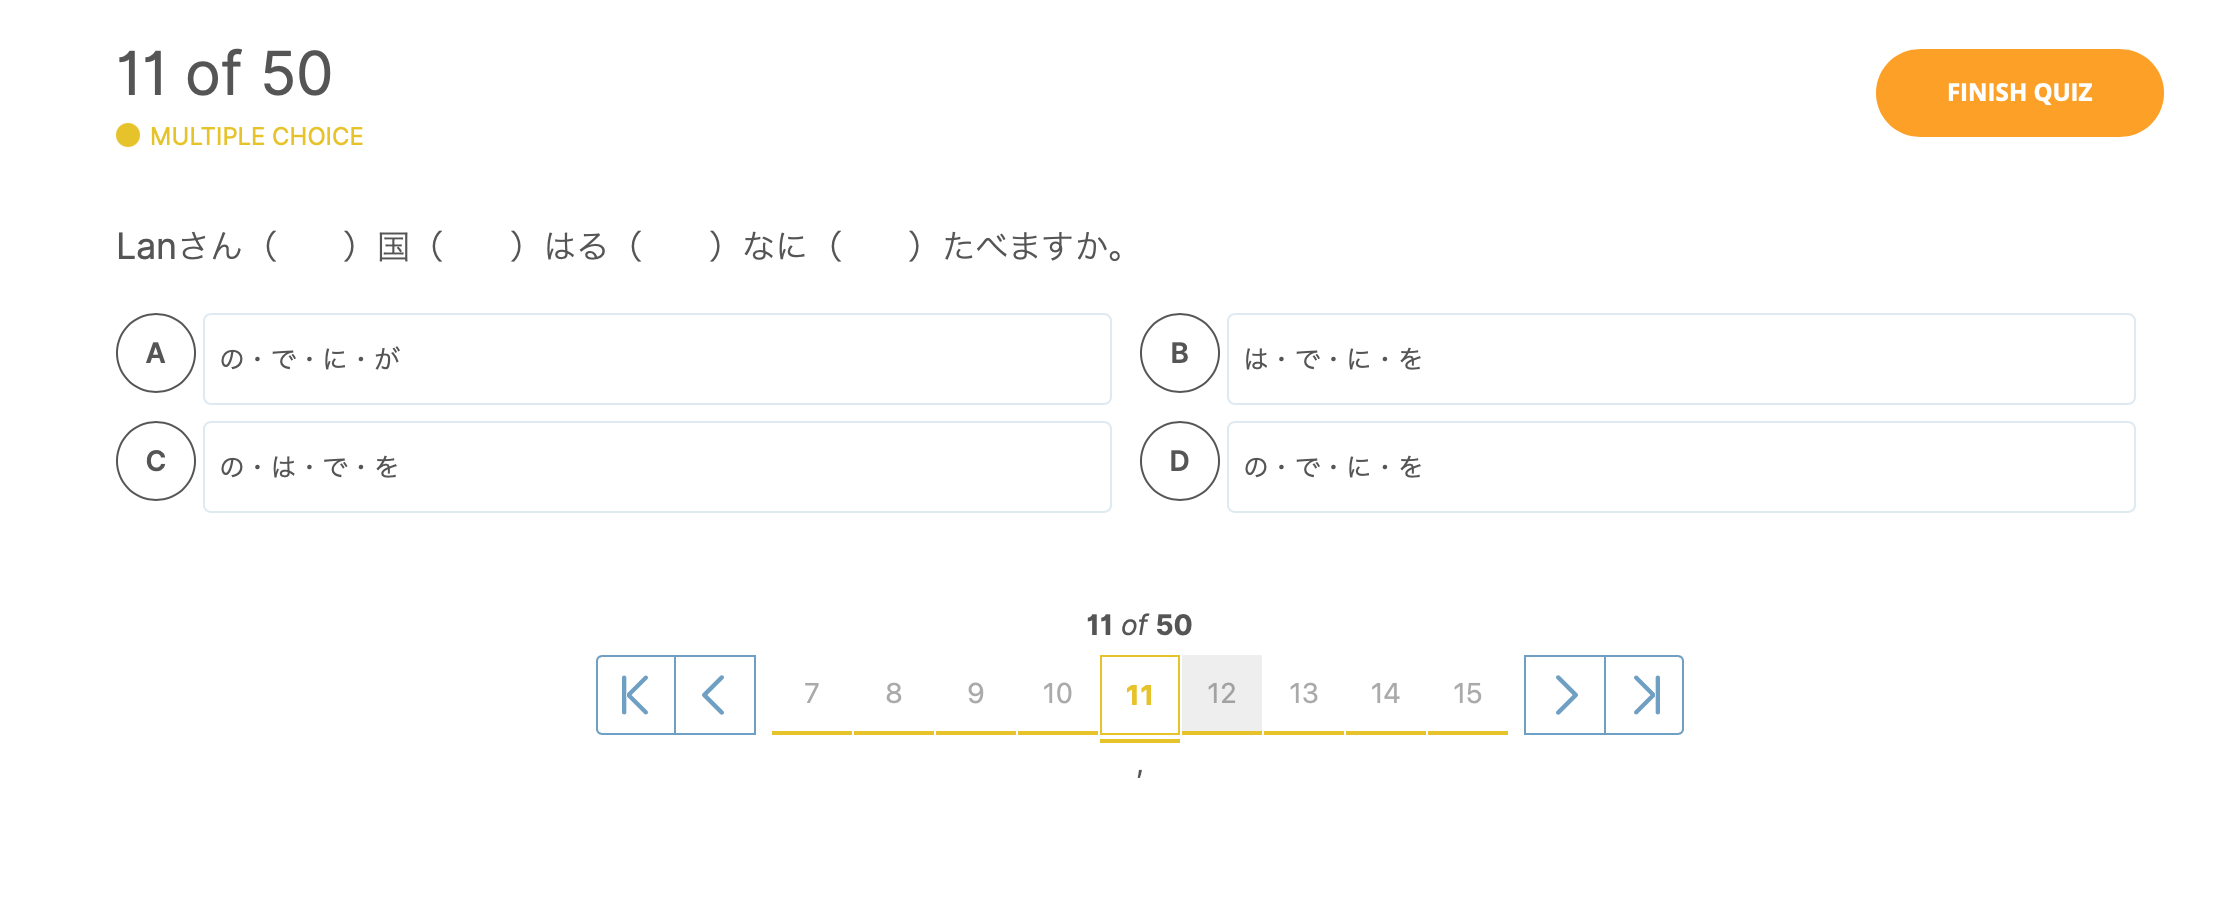 11 of 50
FINISH QUIZ
MULTIPLE CHOICE
Lanさん（　　）国（　　）はる（　　）なに（　　）たべますか。
A の・で・に・が
B は・で・に・を
C の・は・で・を
D の・で・に・を
11 of 50
7 8 9 10 11 12 13 14 15
,